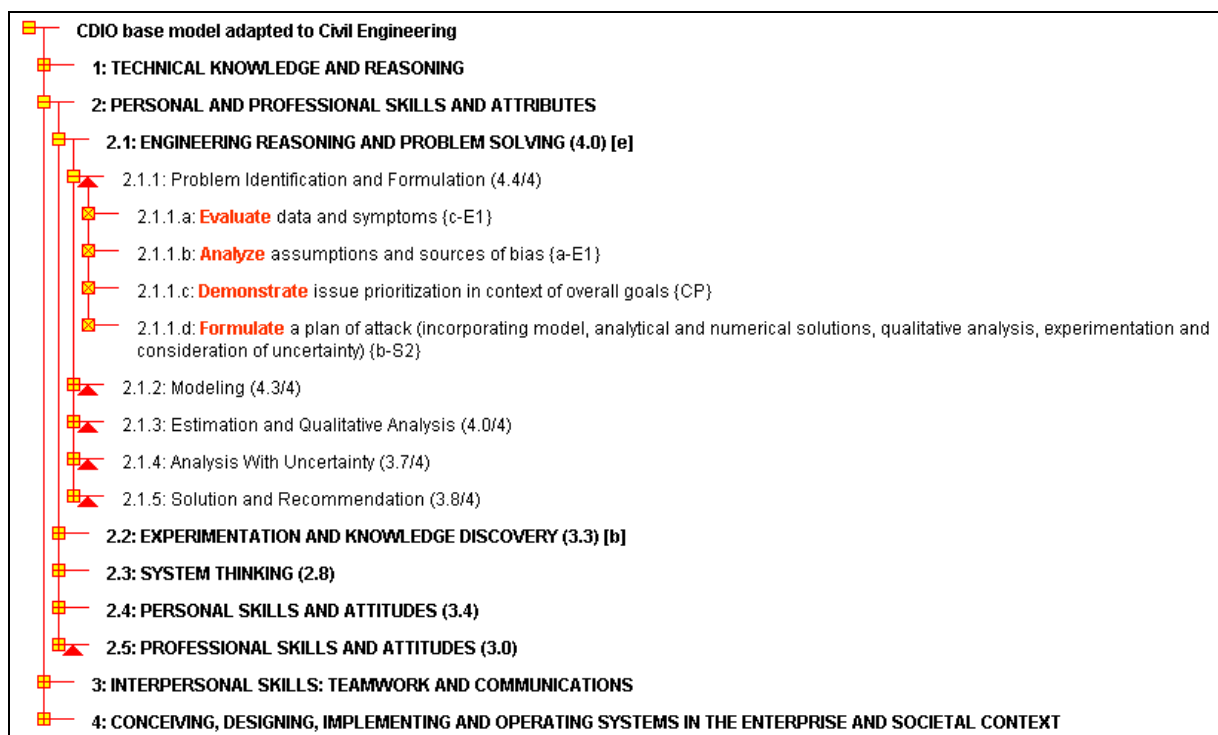 CDIO base model adapted to Civil Engineering
1: TECHNICAL KNOWLEDGE AND REASONING
2: PERSONAL AND PROFESSIONAL SKILLS AND ATTRIBUTES
2.1: ENGINEERING REASONING AND PROBLEM SOLVING (4.0) [e]
2.1.1: Problem Identification and Formulation (4.4/4)
2.1.1.a: Evaluate data and symptoms {c-E1}
2.1.1.b: Analyze assumptions and sources of bias {a-E1}
2.1.1.c: Demonstrate issue prioritization in context of overall goals {CP}
2.1.1.d: Formulate a plan of attack (incorporating model, analytical and numerical solutions, qualitative analysis, experimentation and
consideration of uncertainty) {b-S2}
2.1.2: Modeling (4.3/4)
2.1.3: Estimation and Qualitative Analysis (4.0/4)
2.1.4: Analysis With Uncertainty (3.7/4)
2.1.5: Solution and Recommendation (3.8/4)
2.2: EXPERIMENTATION AND KNOWLEDGE DISCOVERY (3.3) [b]
2.3: SYSTEM THINKING (2.8)
2.4: PERSONAL SKILLS AND ATTITUDES (3.4)
2.5: PROFESSIONAL SKILLS AND ATTITUDES (3.0)
3: INTERPERSONAL SKILLS: TEAMWORK AND COMMUNICATIONS
4: CONCEIVING, DESIGNING, IMPLEMENTING AND OPERATING SYSTEMS IN THE ENTERPRISE AND SOCIETAL CONTEXT